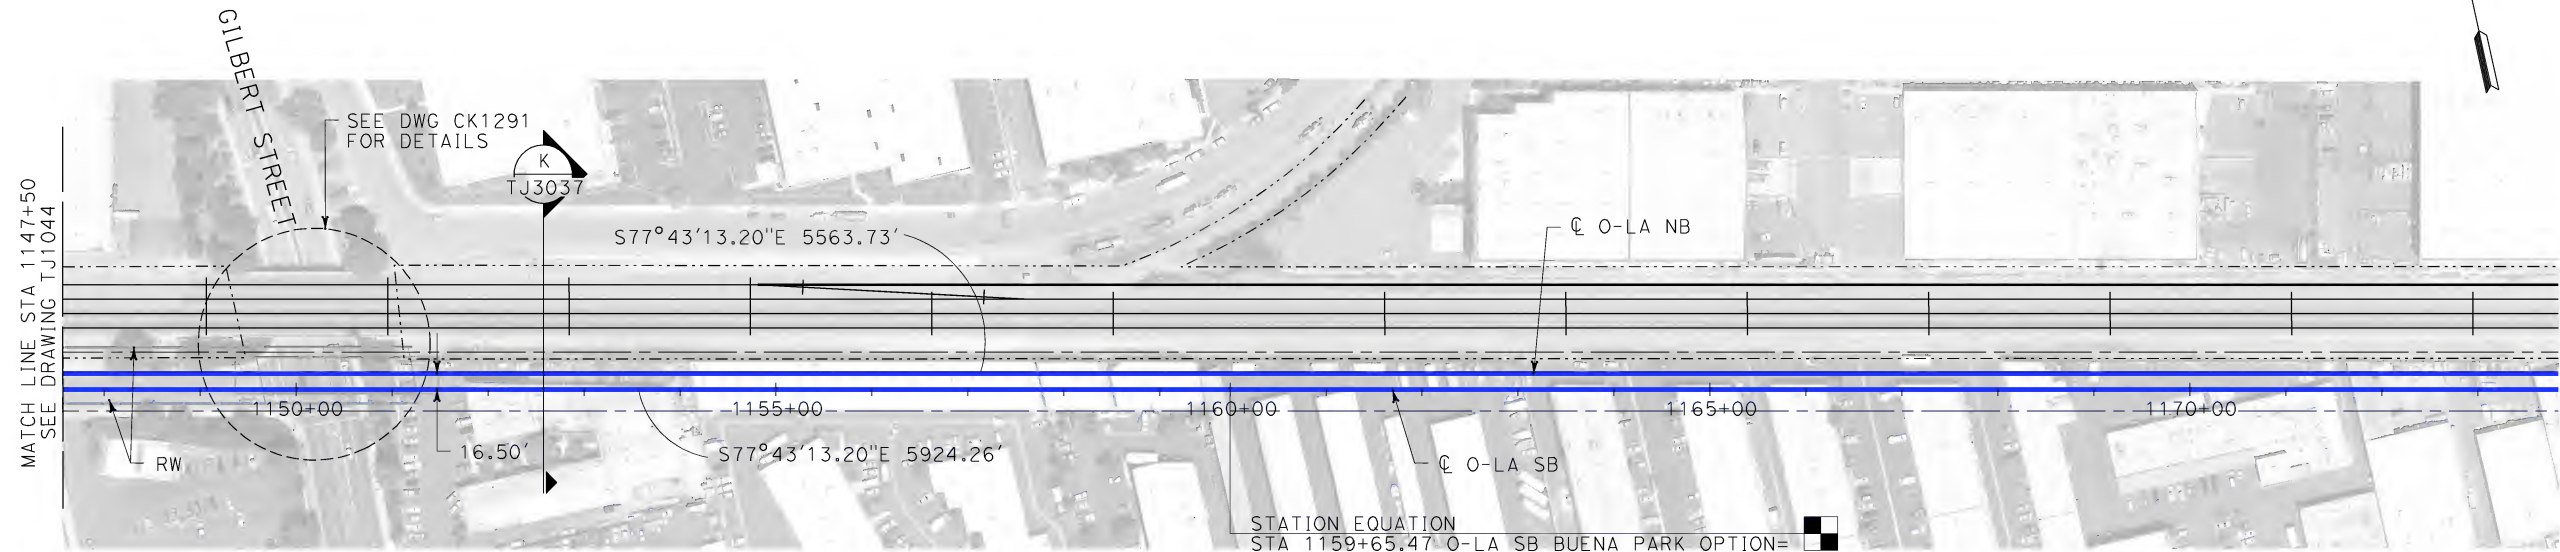 GILBERT STREET
SEE DWG CK1291
FOR DETAILS
K
TJ3037
MATCH LINE STA 1147+50
SEE DRAWING TJ1044
S77°43'13.20"E 5563.73'
℄ O-LA NB
1150+00
1155+00
1160+00
1165+00
1170+00
RW
16.50'
S77°43'13.20"E 5924.26'
℄ O-LA SB
STATION EQUATION
STA 1159+65.47 O-LA SB BUENA PARK OPTION=